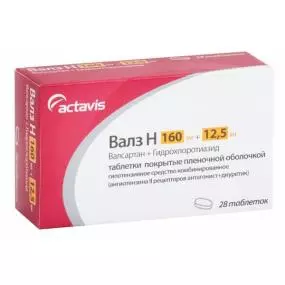 actavis
Валз Н 160 мг + 12,5 мг
Валсартан + Гидрохлоротиазид
таблетки покрытые пленочной оболочкой
гипотензивное средство комбинированное
(ангиотензина II рецепторов антагонист+диуретик)
28 таблеток
actavis
Валз Н 160 мг + 12,5 мг